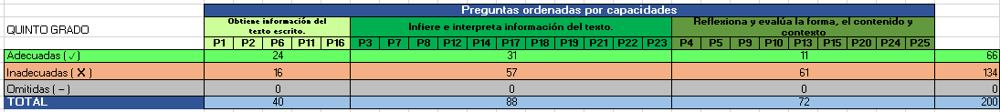 Preguntas ordenadas por capacidades
QUINTO GRADO
Obtiene información del texto escrito.
Infiere e interpreta información del texto.
Reflexiona y evalúa la forma, el contenido y contexto
P1 P2 P6 P11 P16 P3 P7 P8 P12 P14 P17 P18 P19 P21 P22 P23 P4 P5 P9 P10 P13 P15 P20 P24 P25
Adecuadas ( ✓ ) 24 31 11 66
Inadecuadas ( X ) 16 57 61 134
Omitidas ( – ) 0 0 0 0
TOTAL 40 88 72 200